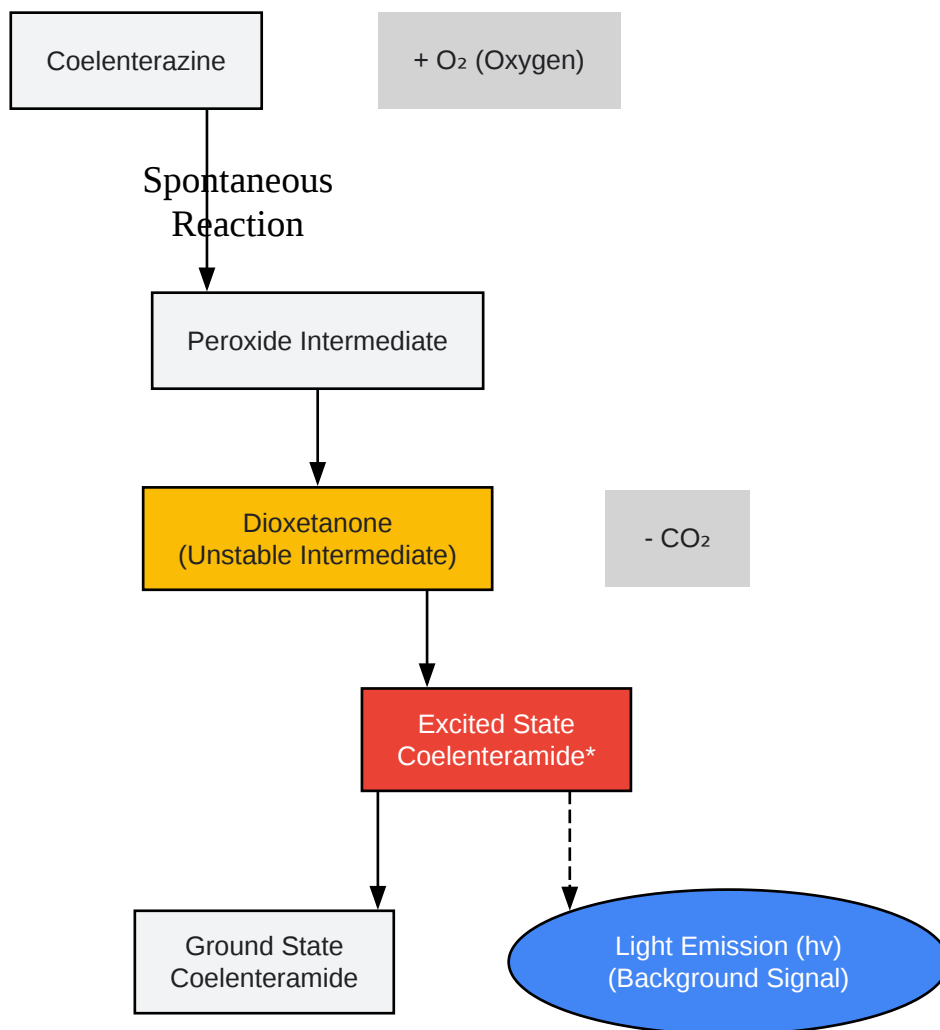 Coelenterazine
+ O₂ (Oxygen)
Spontaneous
Reaction
Peroxide Intermediate
Dioxetanone
(Unstable Intermediate)
- CO₂
Excited State
Coelenteramide*
Ground State
Coelenteramide
Light Emission (hv)
(Background Signal)